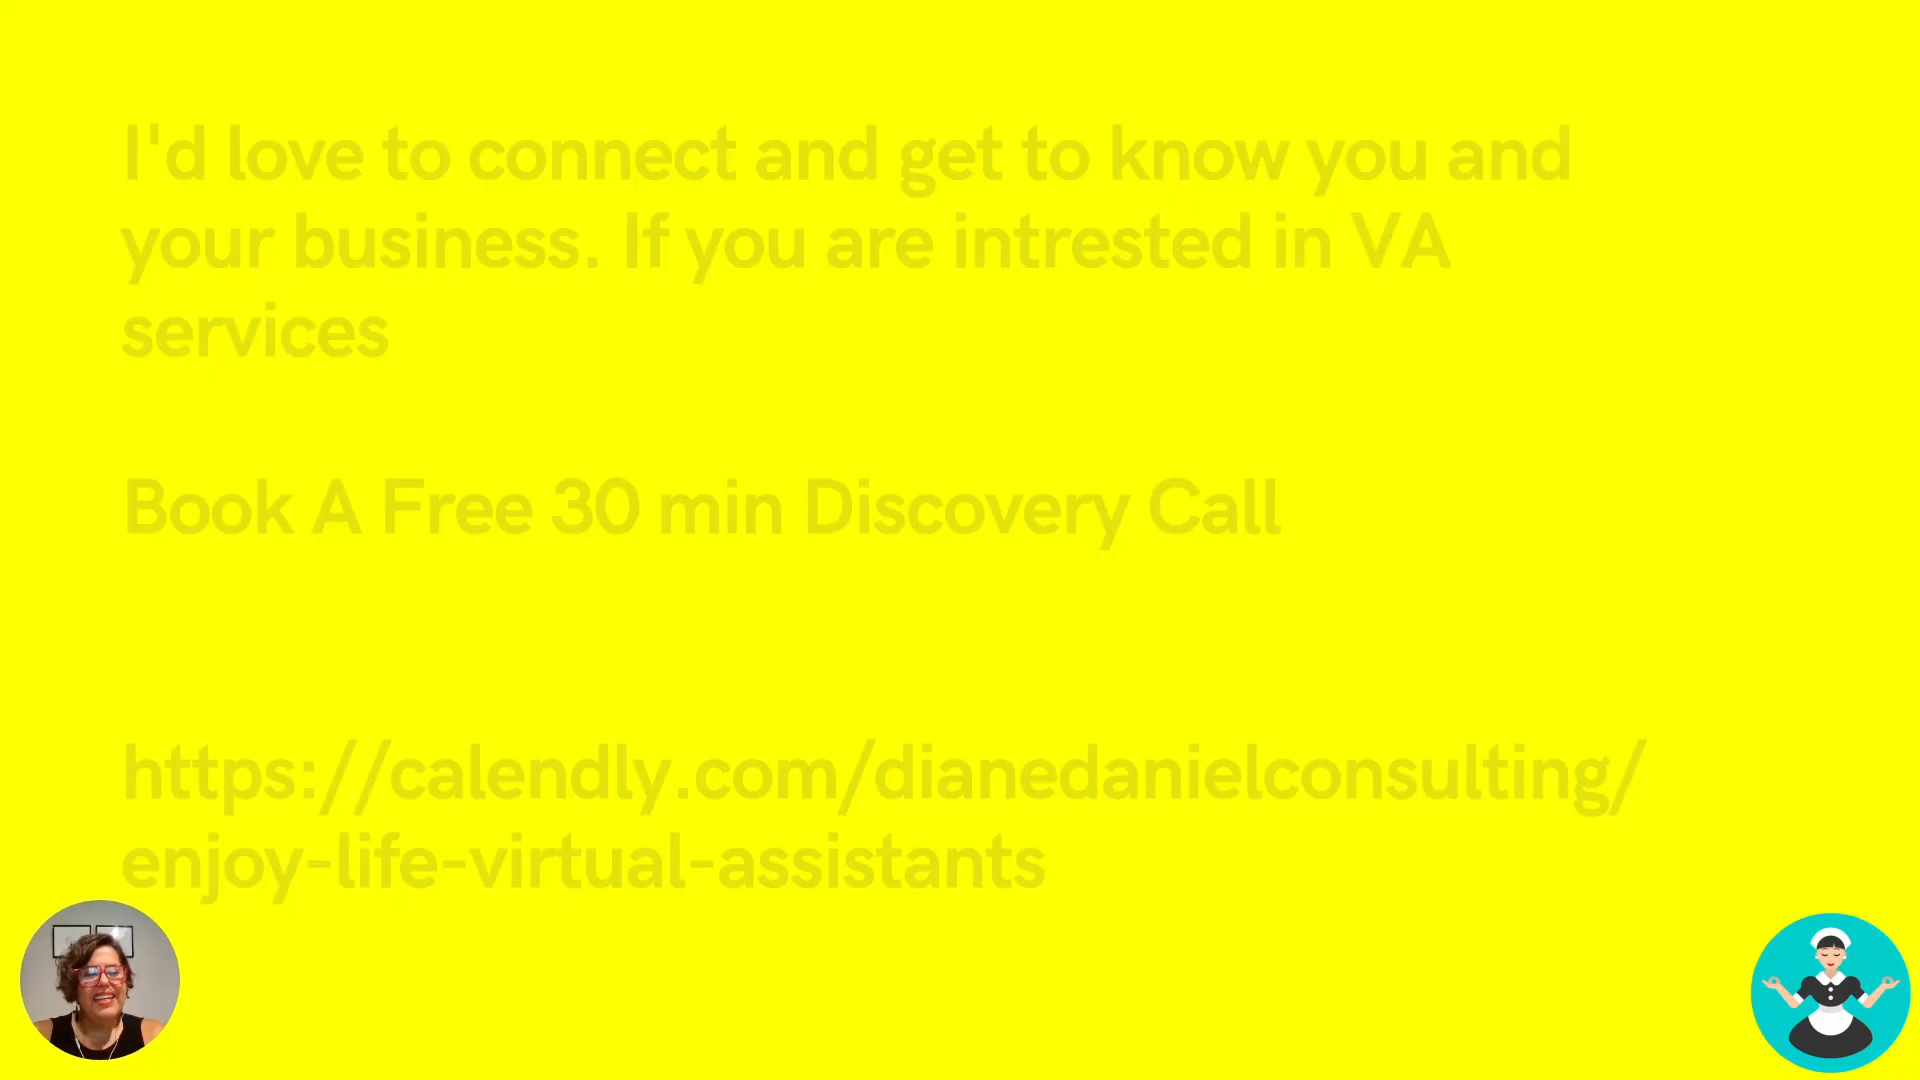 I'd love to connect and get to know you and
your business. If you are intrested in VA
services
Book A Free 30 min Discovery Call
https://calendly.com/dianedanielconsulting/
enjoy-life-virtual-assistants